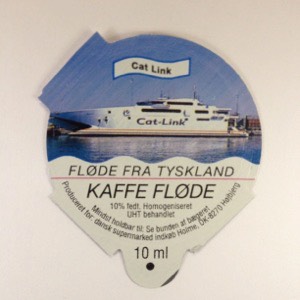 Cat Link
Cat-Link
FLØDE FRA TYSKLAND
KAFFE FLØDE
10% fedt. Homogeniseret
UHT behandlet
Mindst holdbar til: Se bunden af bægeret
Produceret for: dansk supermarked indkøb Holme, DK-8270 Højbjerg
10 ml